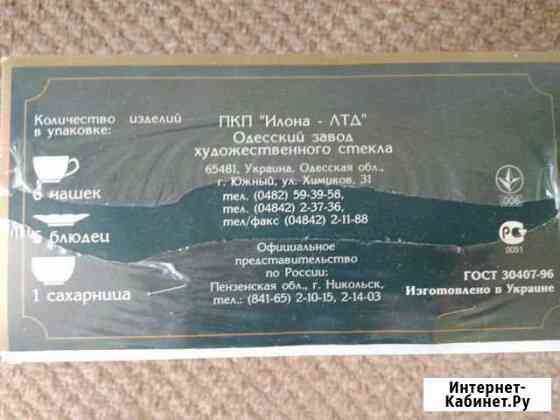 Количество изделий
в упаковке:
6 чашек
6 блюдец
1 сахарница
ПКП "Илона - ЛТД"
Одесский завод
художественного стекла
65481, Украина, Одесская обл.,
г. Южный, ул. Химиков, 31
тел. (0482) 59-39-58,
тел. (04842) 2-37-36,
тел/факс (04842) 2-11-88
Официальное
представительство
по России:
Пензенская обл., г. Никольск,
тел.: (841-65) 2-10-15, 2-14-03
006
РС
0051
ГОСТ 30407-96
Изготовлено в Украине
Интернет-
Кабинет.Ру